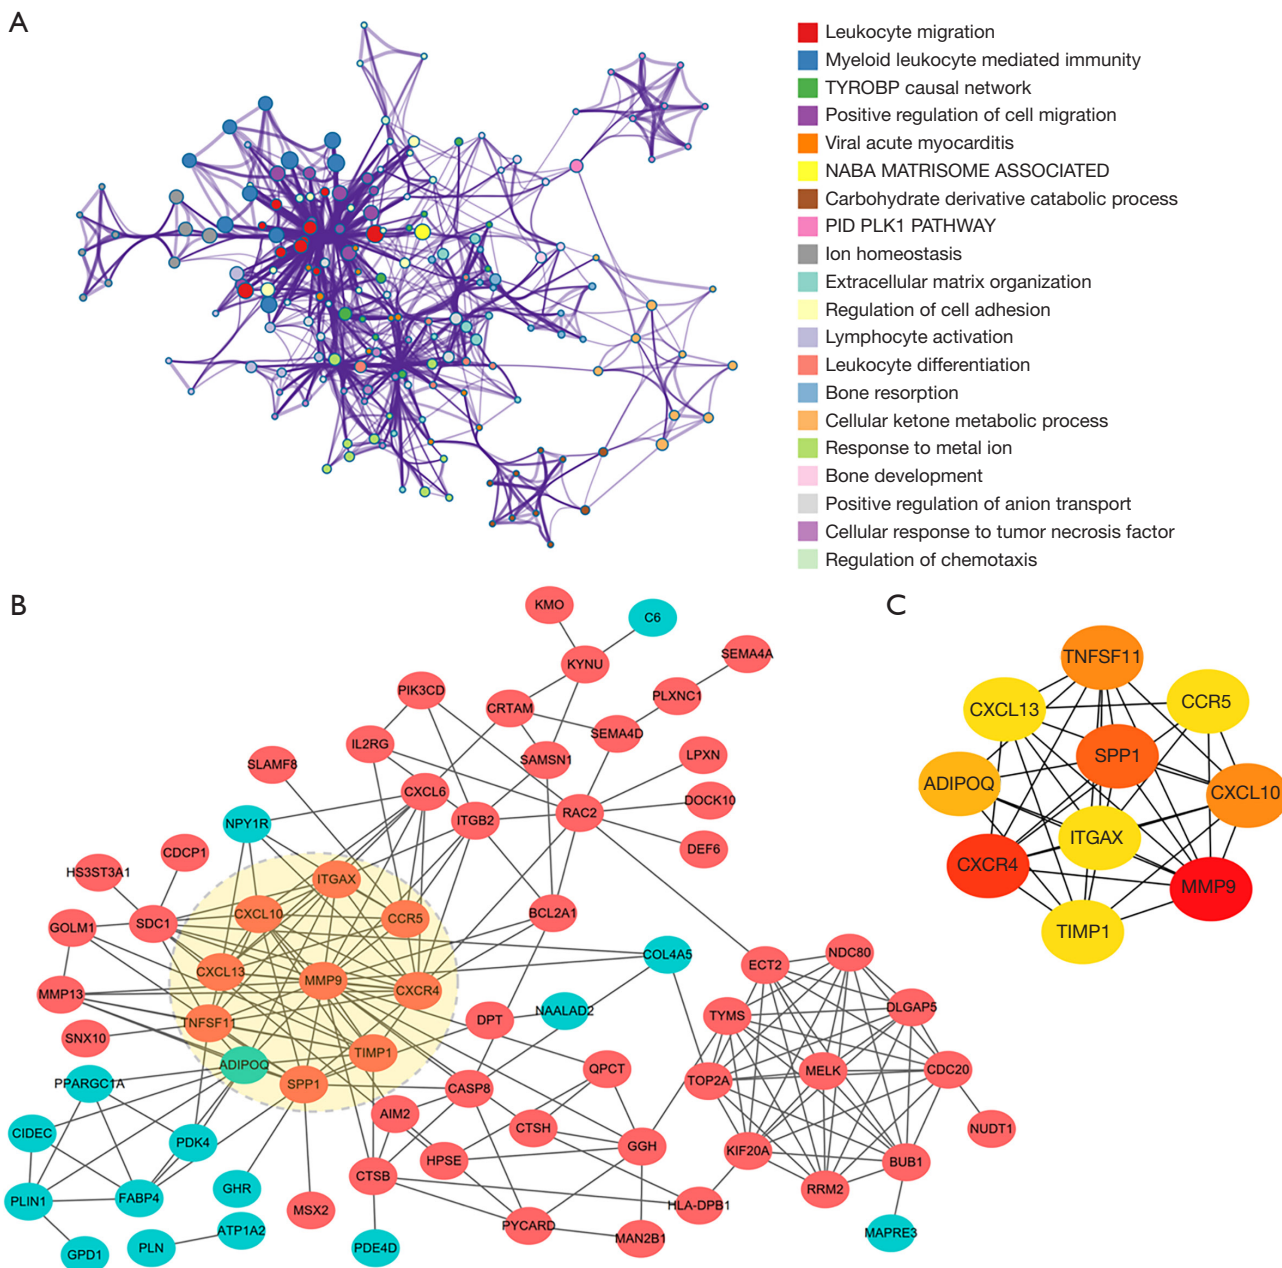 A
Leukocyte migration
Myeloid leukocyte mediated immunity
TYROBP causal network
Positive regulation of cell migration
Viral acute myocarditis
NABA MATRISOME ASSOCIATED
Carbohydrate derivative catabolic process
PID PLK1 PATHWAY
Ion homeostasis
Extracellular matrix organization
Regulation of cell adhesion
Lymphocyte activation
Leukocyte differentiation
Bone resorption
Cellular ketone metabolic process
Response to metal ion
Bone development
Positive regulation of anion transport
Cellular response to tumor necrosis factor
Regulation of chemotaxis
B
KMO
C6
KYNU
SEMA4A
PIK3CD
PLXNC1
CRTAM
SEMA4D
IL2RG
SAMSN1
LPXN
SLAMF8
CXCL6
DOCK10
NPY1R
ITGB2
RAC2
DEF6
CDCP1
HS3ST3A1
ITGAX
CXCL10
CCR5
BCL2A1
GOLM1
SDC1
COL4A5
NDC80
ECT2
CXCL13
MMP9
CXCR4
MMP13
TNFSF11
DPT
NAALAD2
TYMS
DLGAP5
SNX10
ADIPOQ
TIMP1
PPARGC1A
SPP1
CASP8
QPCT
TOP2A
MELK
CDC20
AIM2
CIDEC
PDK4
CTSH
GGH
KIF20A
NUDT1
HPSE
BUB1
CTSB
PLIN1
FABP4
GHR
RRM2
MSX2
HLA-DPB1
PYCARD
ATP1A2
MAN2B1
MAPRE3
GPD1
PLN
PDE4D
C
TNFSF11
CXCL13
CCR5
SPP1
ADIPOQ
CXCL10
ITGAX
CXCR4
MMP9
TIMP1